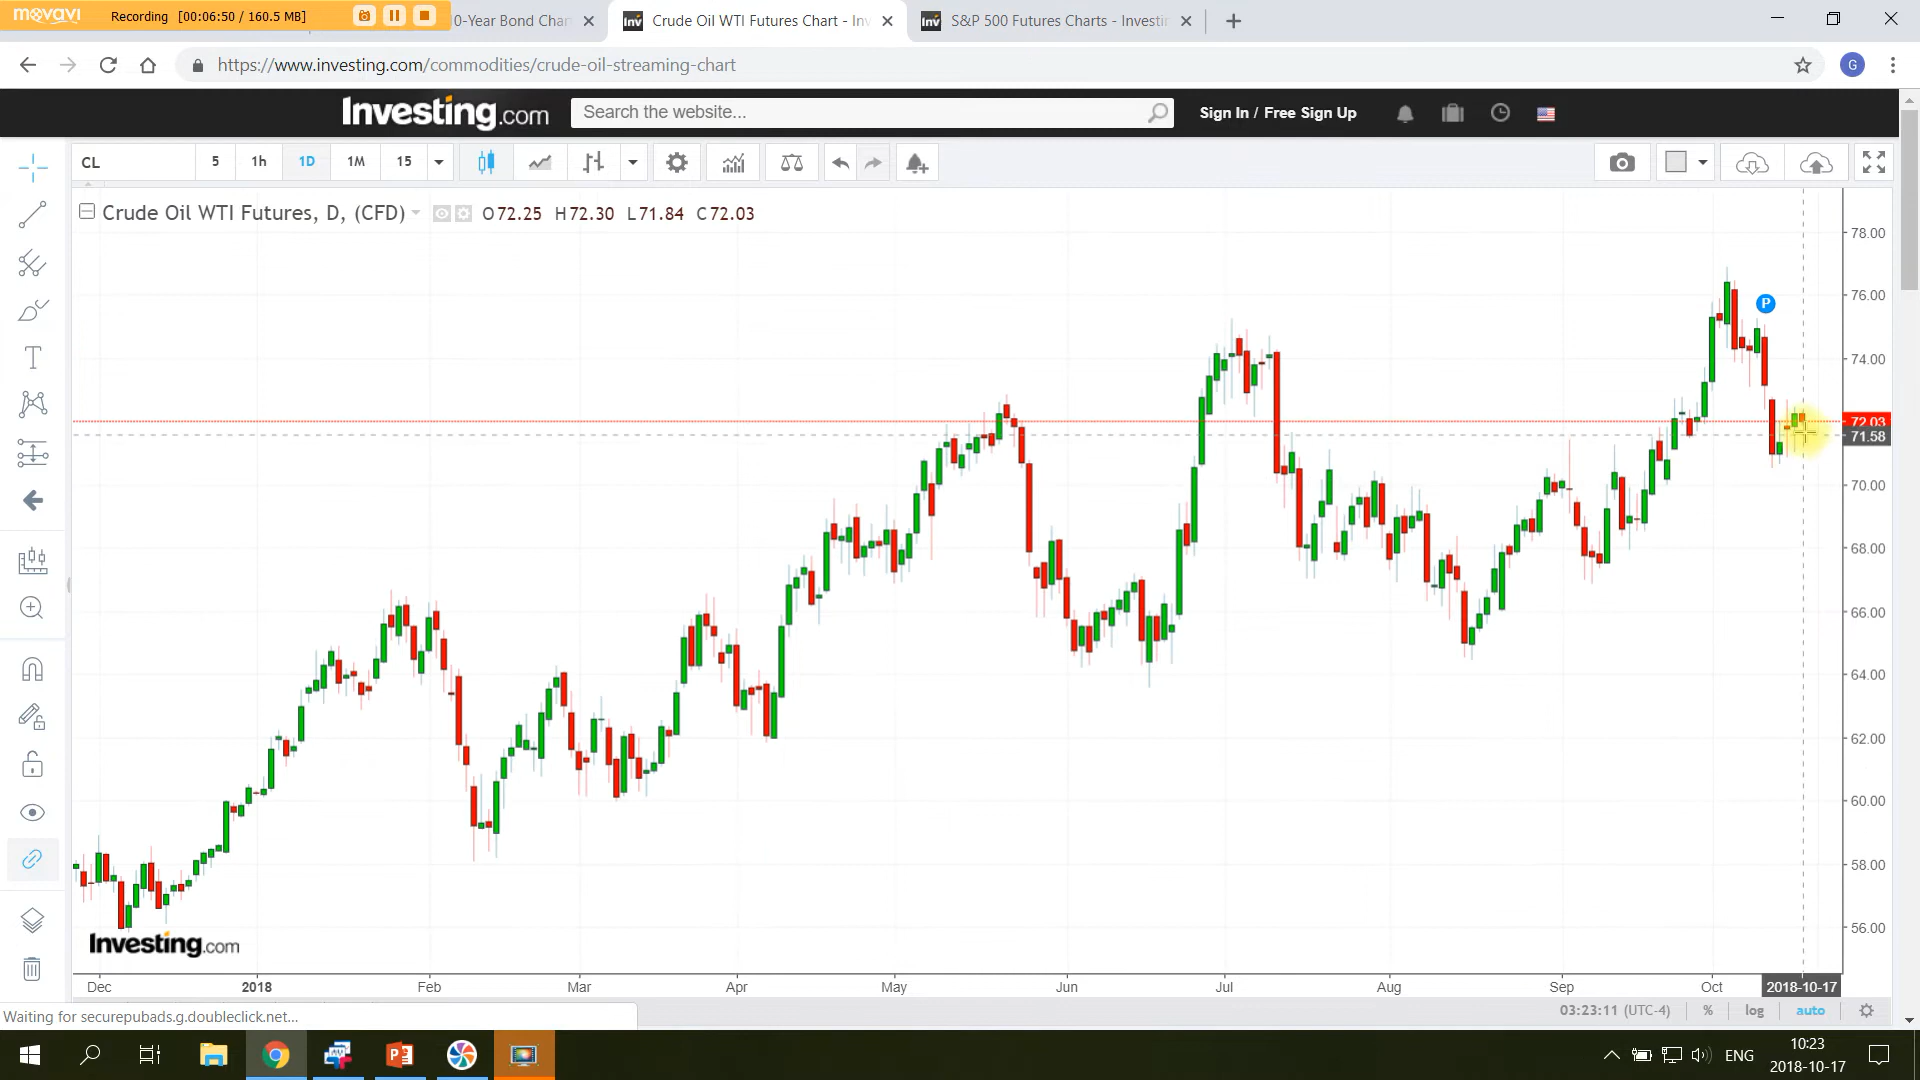 movavi
Recording [00:06:50 / 160.5 MB]
10-Year Bond Char
Crude Oil WTI Futures Chart - Inv
S&P 500 Futures Charts - Investin
https://www.investing.com/commodities/crude-oil-streaming-chart
G
Investing.com
Search the website...
Sign In / Free Sign Up
CL
5
1h
1D
1M
15
Crude Oil WTI Futures, D, (CFD)
O72.25 H72.30 L71.84 C72.03
78.00
76.00
P
74.00
72.03
71.58
70.00
68.00
66.00
64.00
62.00
60.00
58.00
56.00
Investing.com
Dec
2018
Feb
Mar
Apr
May
Jun
Jul
Aug
Sep
Oct
2018-10-17
03:23:11 (UTC-4)
%
log
auto
Waiting for securepubads.g.doubleclick.net...
ENG
10:23
2018-10-17